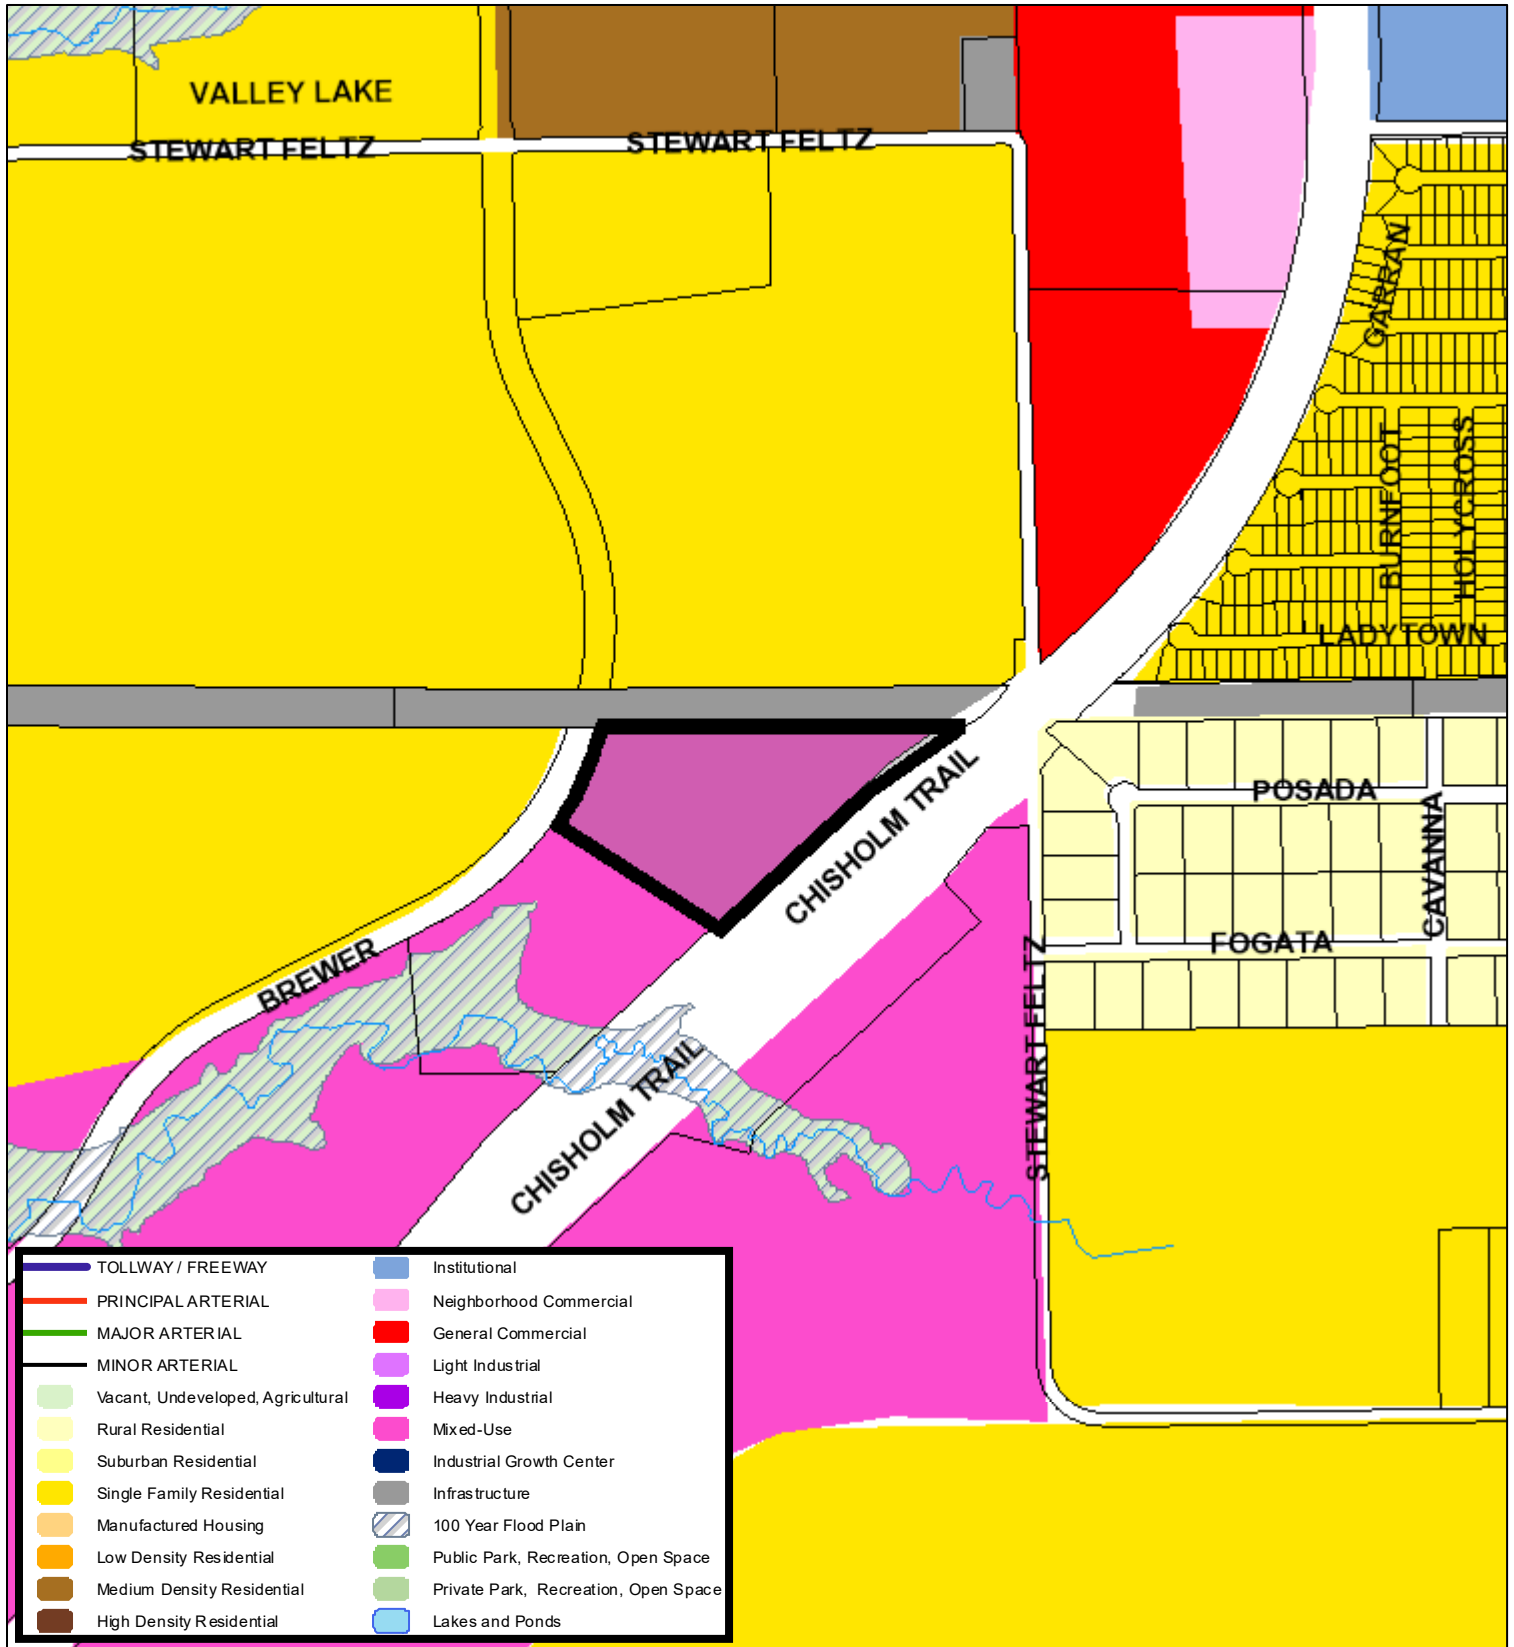 VALLEY LAKE
STEWART FELTZ
STEWART FELTZ
GARRAN
BURNFOOT
HOLYCROSS
LADYTOWN
CHISHOLM TRAIL
POSADA
CAVANNA
FOGATA
BREWER
STEWART FELTZ
CHISHOLM TRAIL
TOLLWAY / FREEWAY
PRINCIPAL ARTERIAL
MAJOR ARTERIAL
MINOR ARTERIAL
Vacant, Undeveloped, Agricultural
Rural Residential
Suburban Residential
Single Family Residential
Manufactured Housing
Low Density Residential
Medium Density Residential
High Density Residential
Institutional
Neighborhood Commercial
General Commercial
Light Industrial
Heavy Industrial
Mixed-Use
Industrial Growth Center
Infrastructure
100 Year Flood Plain
Public Park, Recreation, Open Space
Private Park, Recreation, Open Space
Lakes and Ponds